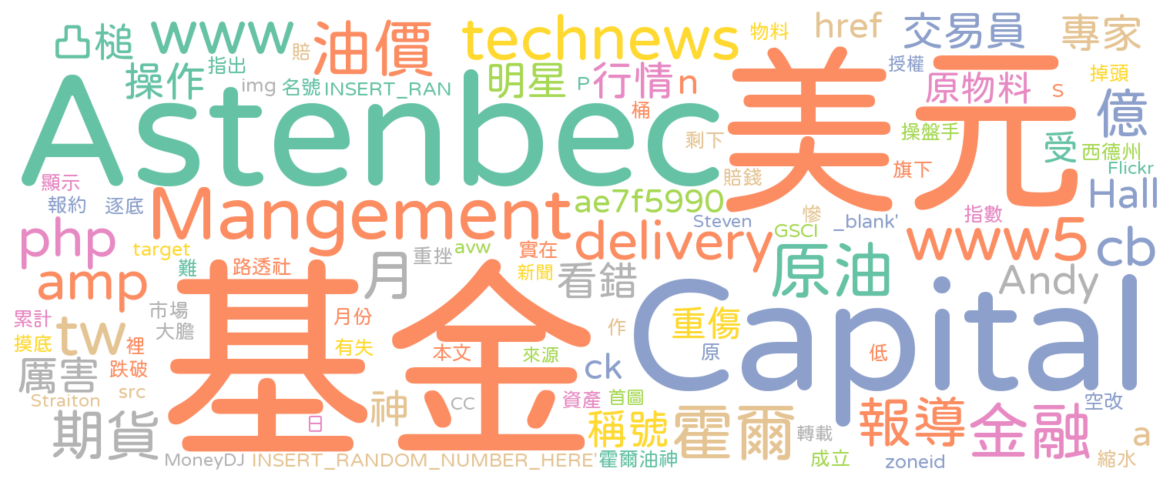 凸槌 www 油價 technews 物料 href 交易員 專家
賠
操作 指出 img 名號 INSERT_RAN 明星 P 行情 n 授權 原物料 掉頭 s 億
Astenbec 桶 美元 操盤手 受 西德州
剩下 Flickr
顯示 賠錢 旗下 Hall
報約 逐底 Mangement ae7f5990 Steven 慘 _blank' 指數
php target 難 路透社 重挫 avw 實在 delivery GSCI www5 cb
amp 月 新聞 看錯 原油 Andy
累計 市場 基金 Capital
tw 大膽 月份 作 重傷
摸底 裡 有失 本文 來源 原 低
厲害 跌破 ck
Straiton src 神 cc 資產 首圖 空改
期貨 日 稱號 霍爾 轉載 報導 金融 a
MoneyDJ INSERT_RANDOM_NUMBER_HERE' 霍爾油神 成立 zoneid 縮水